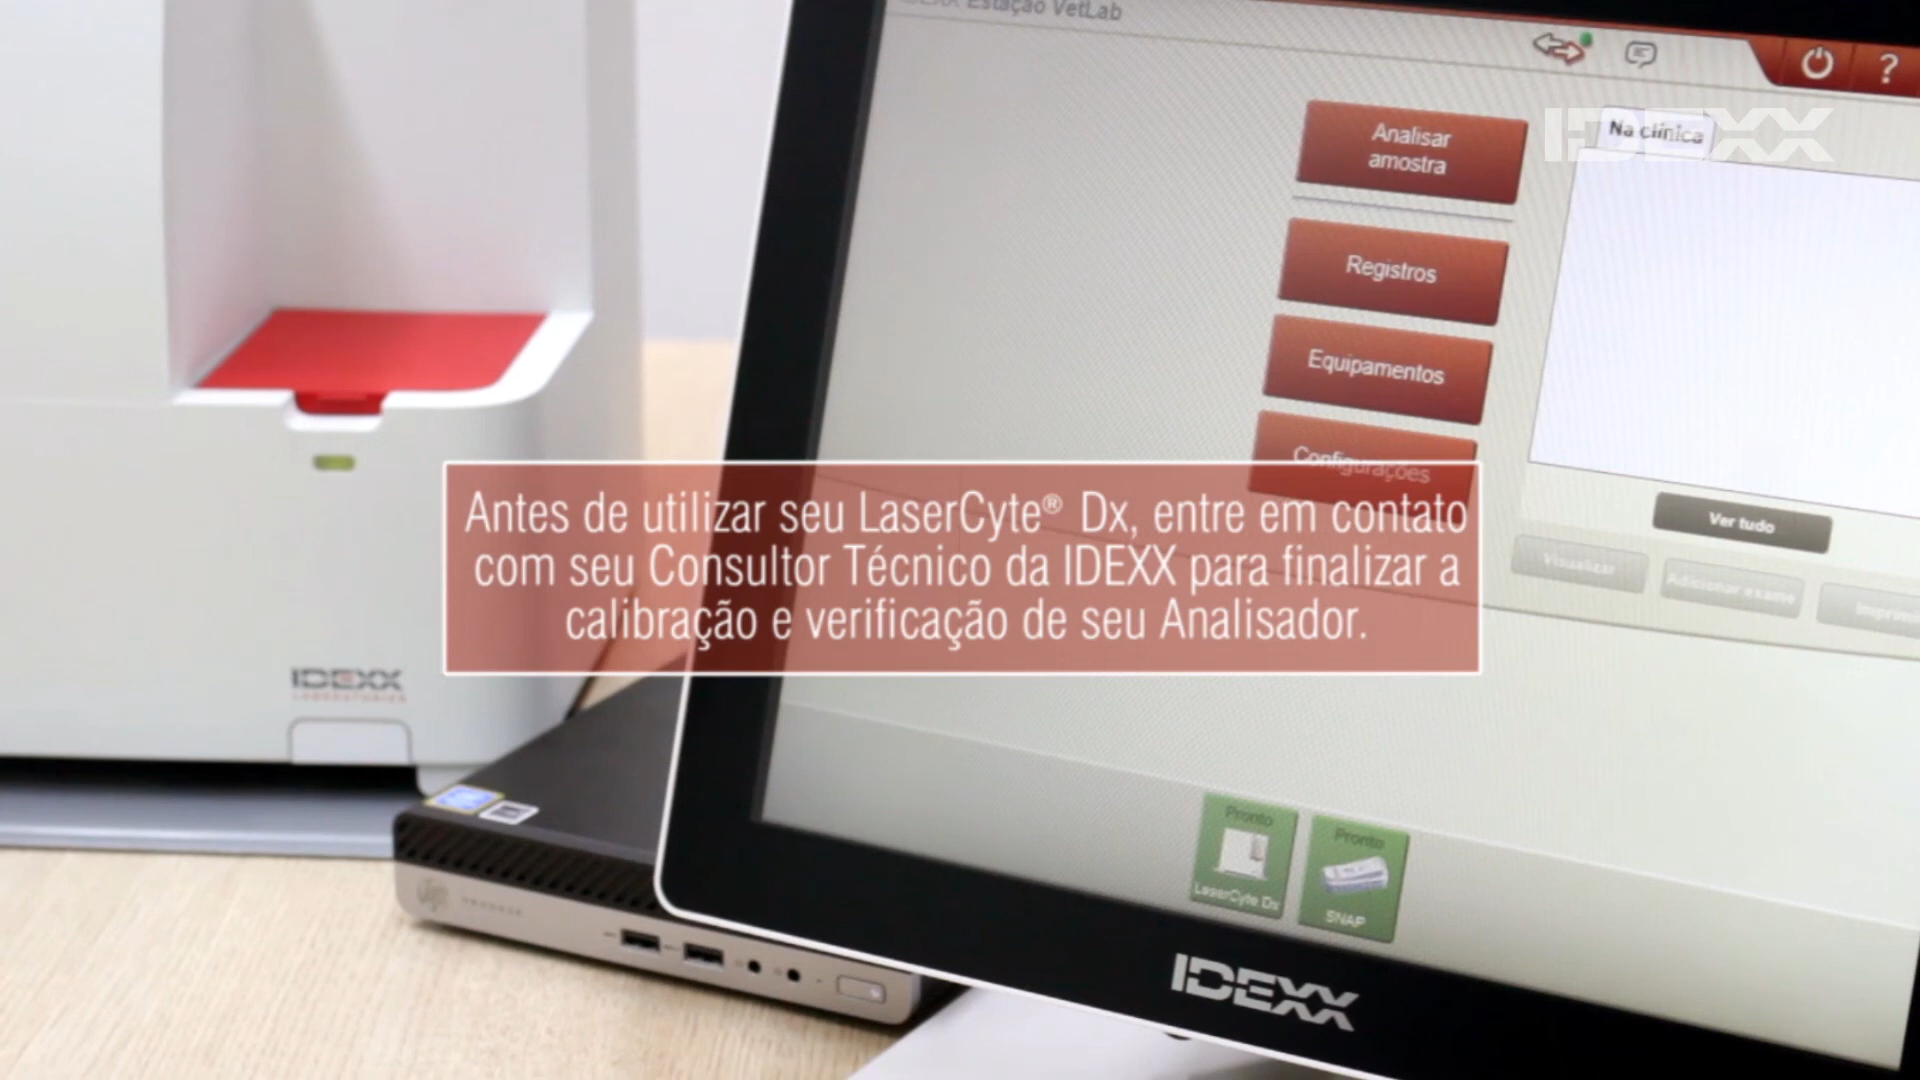 IDEXX Estação VetLab
?
IDEXX
Analisar
amostra
Na clínica
Registros
Equipamentos
Configurações
Ver tudo
Visualizar
Adicionar exame
Antes de utilizar seu LaserCyte® Dx, entre em contato
com seu Consultor Técnico da IDEXX para finalizar a
calibração e verificação de seu Analisador.
IDEXX
LABORATORIES
Pronto
LaserCyte Dx
Pronto
SNAP
hp
IDEXX